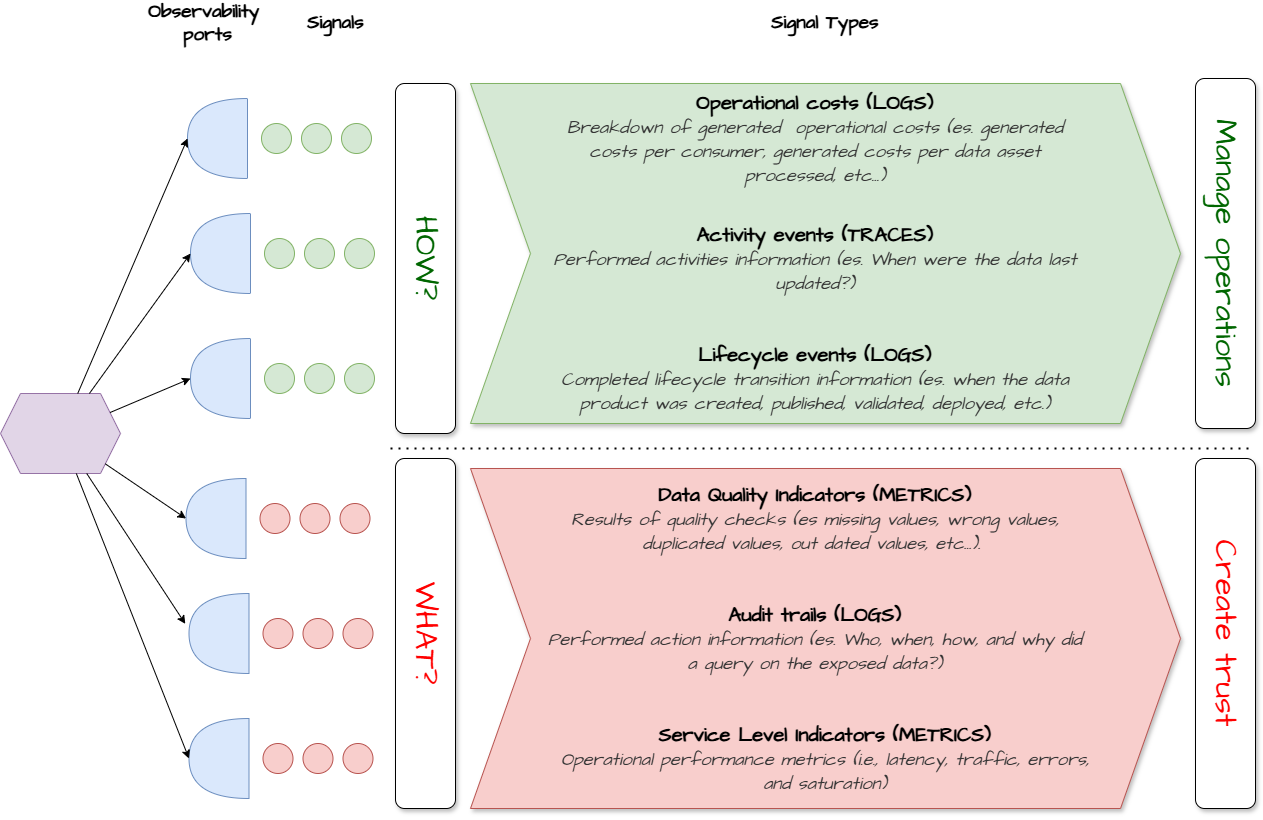 Observability
ports
Signals
Signal Types
HOW?
Operational costs (LOGS)
Breakdown of generated operational costs (es. generated
costs per consumer, generated costs per data asset
processed, etc...)
Activity events (TRACES)
Performed activities information (es. When were the data last
updated?)
Lifecycle events (LOGS)
Completed lifecycle transition information (es. when the data
product was created, published, validated, deployed, etc.)
Manage operations
WHAT?
Data Quality Indicators (METRICS)
Results of quality checks (es missing values, wrong values,
duplicated values, out dated values, etc...).
Audit trails (LOGS)
Performed action information (es. Who, when, how, and why did
a query on the exposed data?)
Service Level Indicators (METRICS)
Operational performance metrics (i.e., latency, traffic, errors,
and saturation)
Create trust